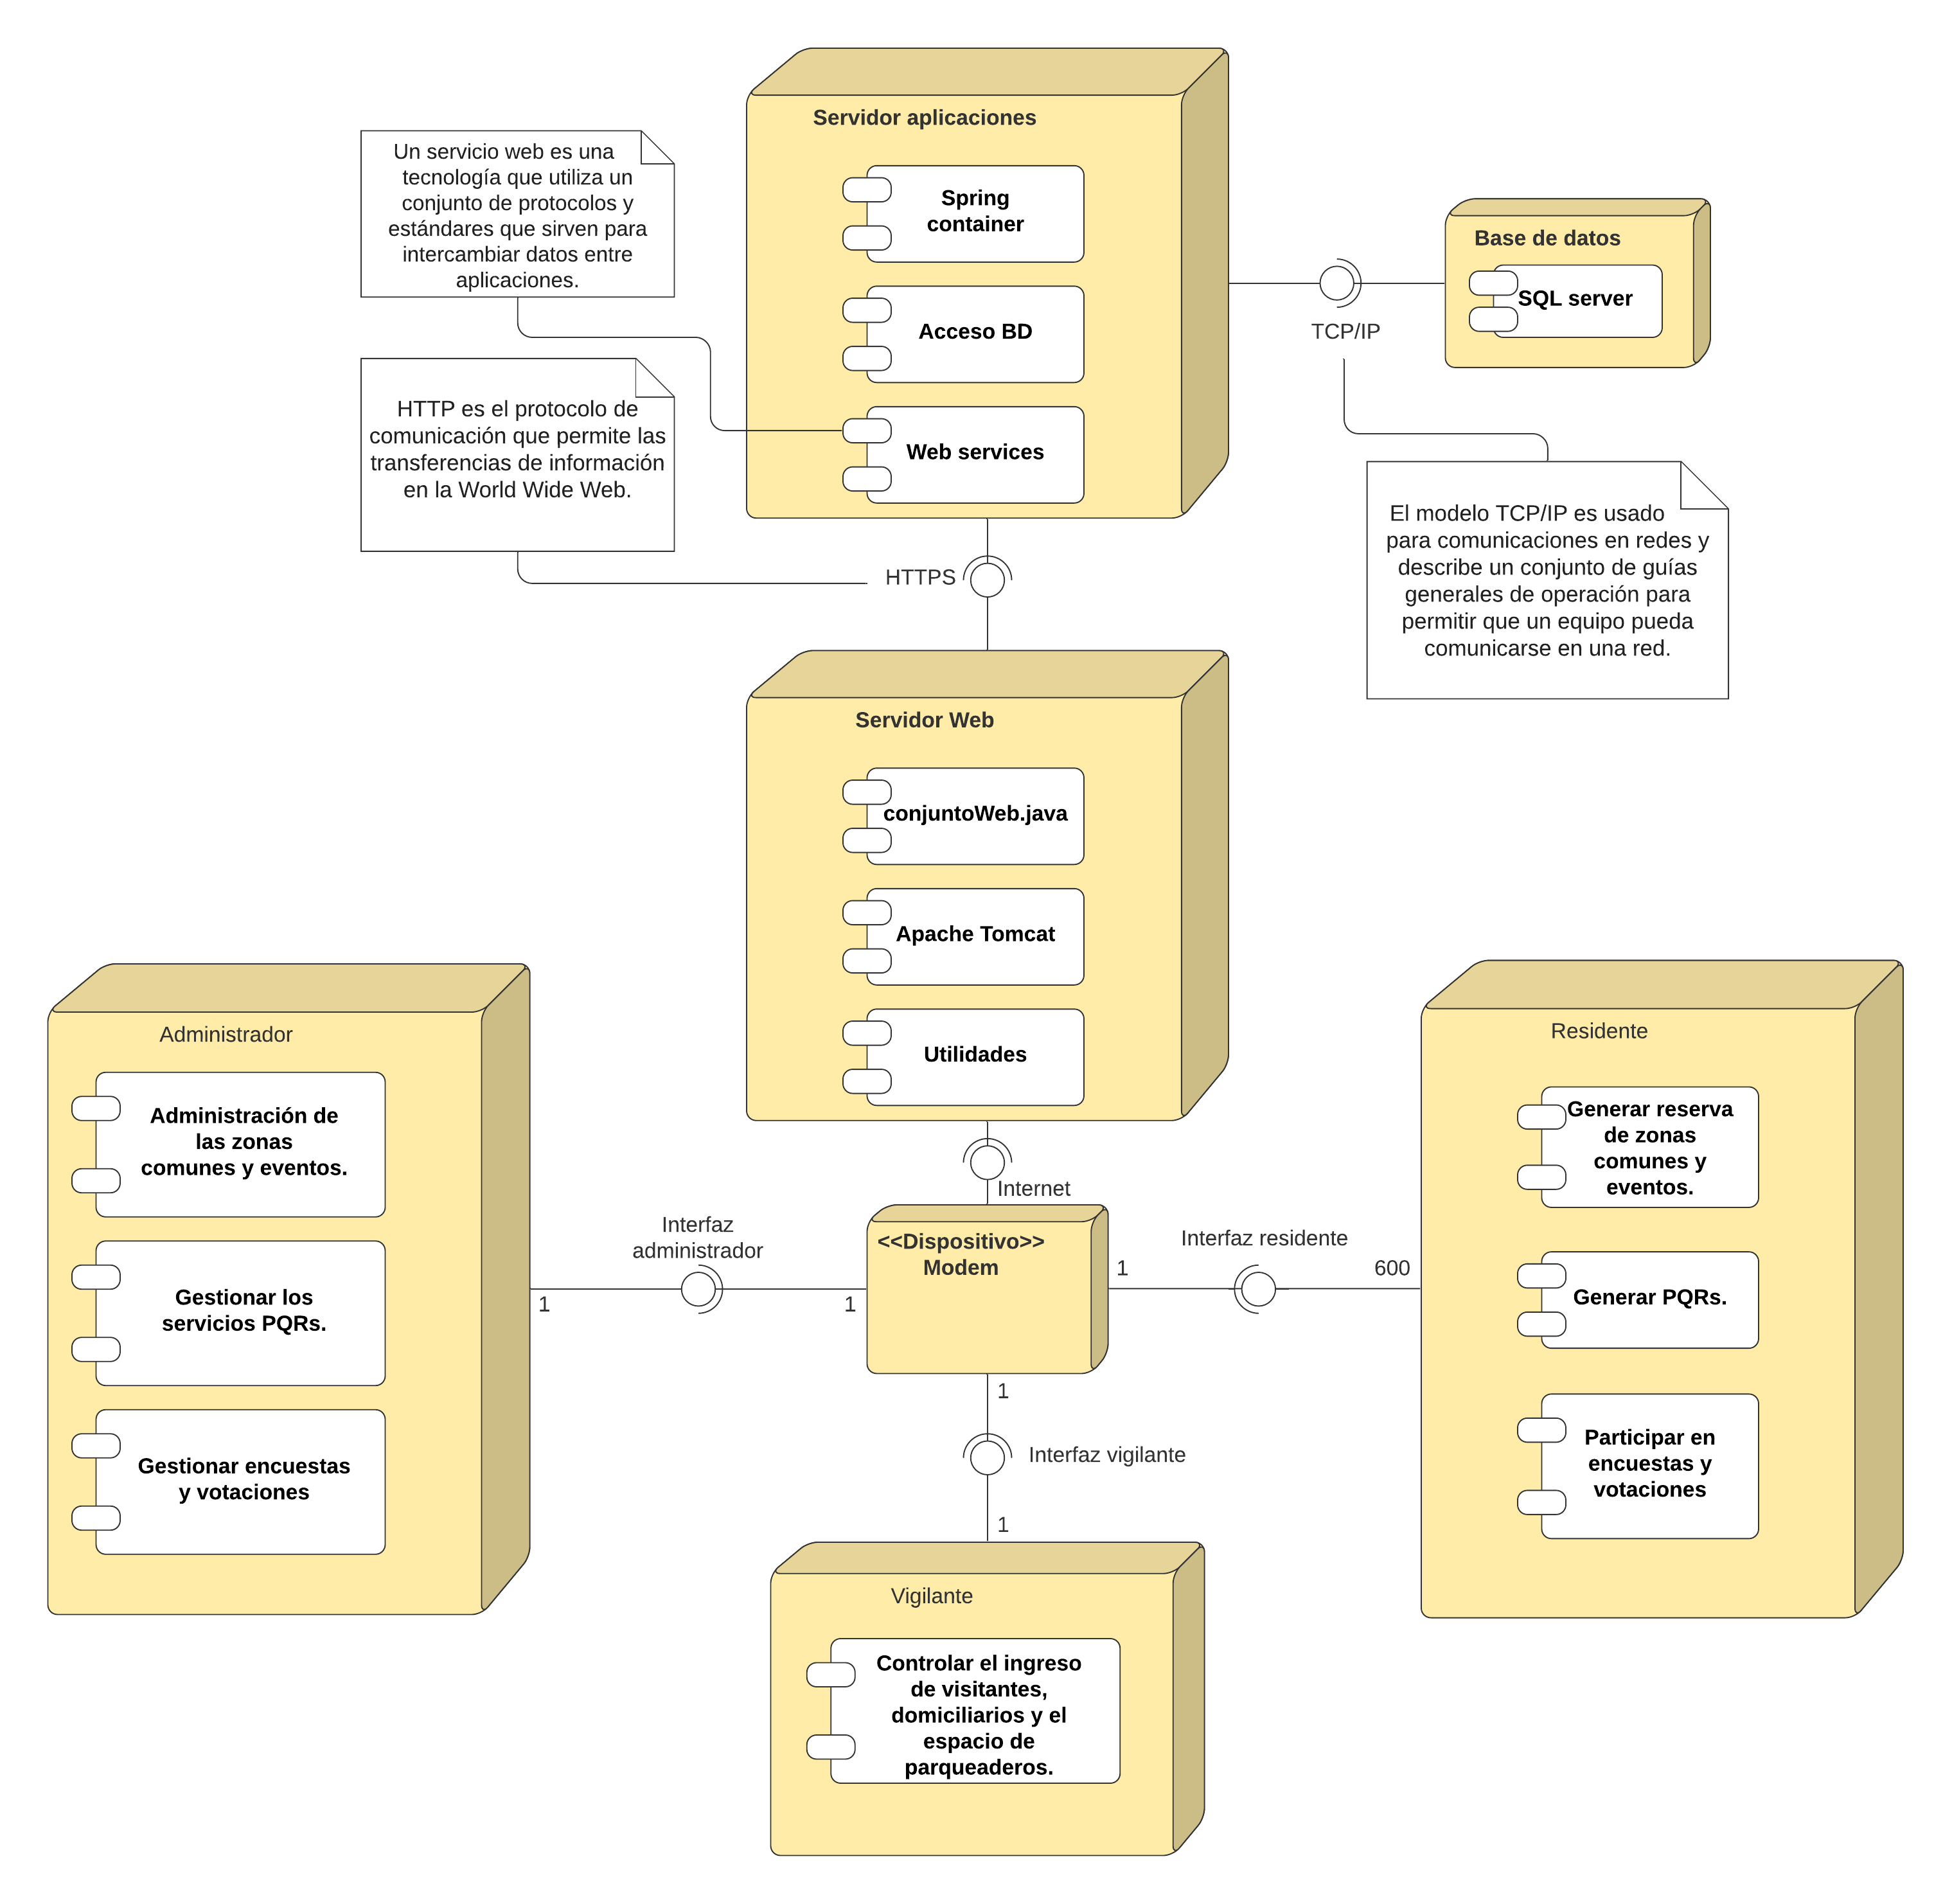 Servidor aplicaciones
Spring
container
Acceso BD
Web services
Un servicio web es una
tecnología que utiliza un
conjunto de protocolos y
estándares que sirven para
intercambiar datos entre
aplicaciones.
HTTP es el protocolo de
comunicación que permite las
transferencias de información
en la World Wide Web.
Base de datos
SQL server
TCP/IP
El modelo TCP/IP es usado
para comunicaciones en redes y
describe un conjunto de guías
generales de operación para
permitir que un equipo pueda
comunicarse en una red.
HTTPS
Servidor Web
conjuntoWeb.java
Apache Tomcat
Utilidades
Internet
Administrador
Administración de
las zonas
comunes y eventos.
Gestionar los
servicios PQRs.
Gestionar encuestas
y votaciones
Interfaz
administrador
1
1
<<Dispositivo>>
Modem
Interfaz residente
1
600
Residente
Generar reserva
de zonas
comunes y
eventos.
Generar PQRs.
Participar en
encuestas y
votaciones
1
Interfaz vigilante
1
Vigilante
Controlar el ingreso
de visitantes,
domiciliarios y el
espacio de
parqueaderos.